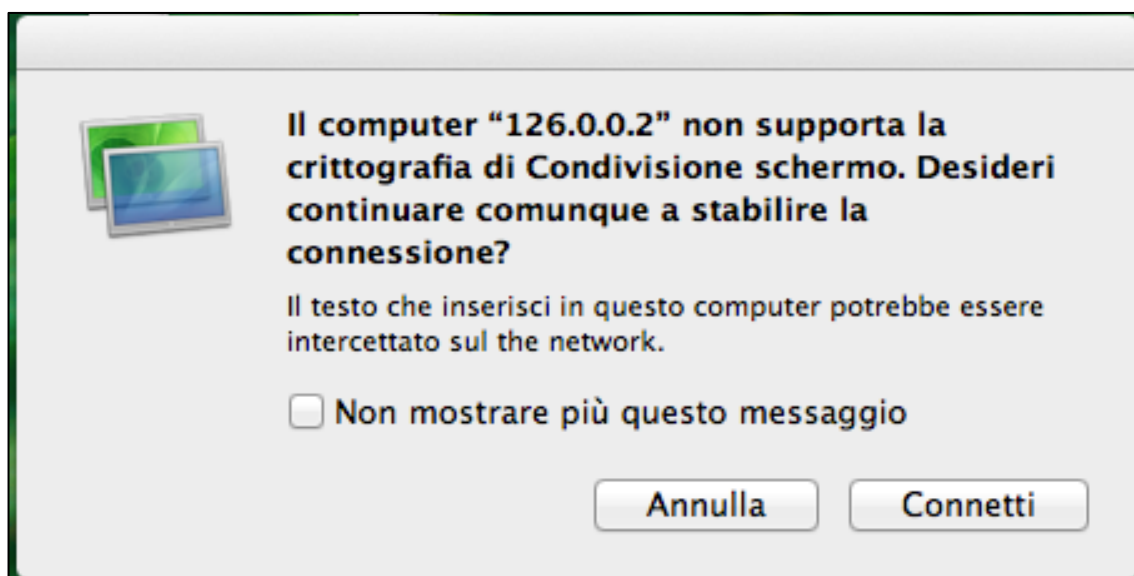 Il computer “126.0.0.2” non supporta la
crittografia di Condivisione schermo. Desideri
continuare comunque a stabilire la
connessione?
Il testo che inserisci in questo computer potrebbe essere
intercettato sul the network.
Non mostrare più questo messaggio
Annulla Connetti